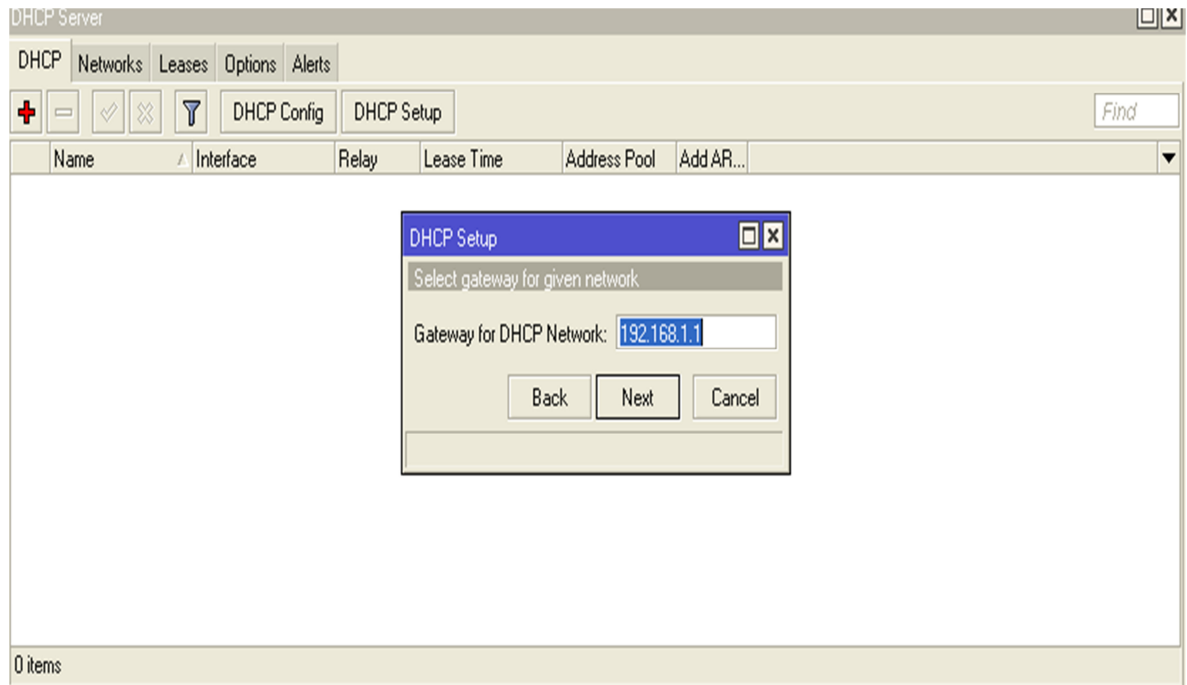 DHCP Server
DHCP Networks Leases Options Alerts
DHCP Config DHCP Setup Find
Name Interface Relay Lease Time Address Pool Add AR...
DHCP Setup
Select gateway for given network
Gateway for DHCP Network: 192.168.1.1
Back Next Cancel
0 items